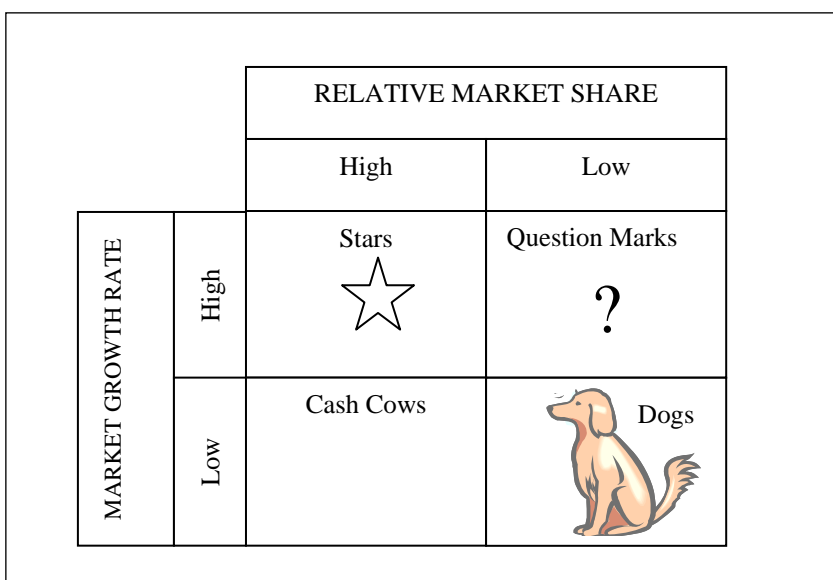 RELATIVE MARKET SHARE
High
Low
MARKET GROWTH RATE
High
Stars
Question Marks
?
Low
Cash Cows
Dogs